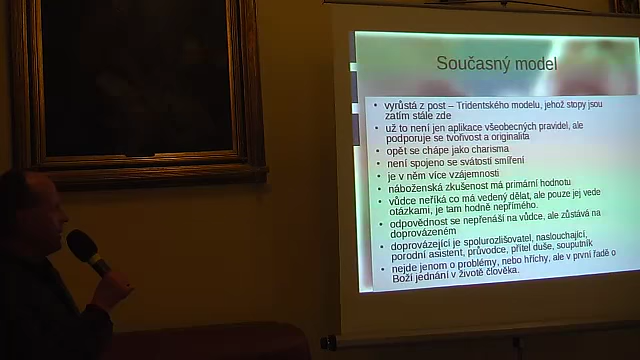 Současný model
• vyrůstá z post – Tridentského modelu, jehož stopy jsou
zatím stále zde
• už to není jen aplikace všeobecných pravidel, ale
podporuje se tvořivost a originalita
• opět se chápe jako charisma
• není spojeno se svátostí smíření
• je v něm více vzájemnosti
• náboženská zkušenost má primární hodnotu
• vůdce neříká co má vedený dělat, ale pouze jej vede
otázkami, je tam hodně nepřímého.
• odpovědnost se nepřenáší na vůdce, ale zůstává na
doprovázeném
• doprovázející je spolurozlišovatel, naslouchající,
porodní asistent, průvodce, přítel duše, souputník
• nejde jenom o problémy, nebo hříchy, ale v první řadě o
Boží jednání v životě člověka.